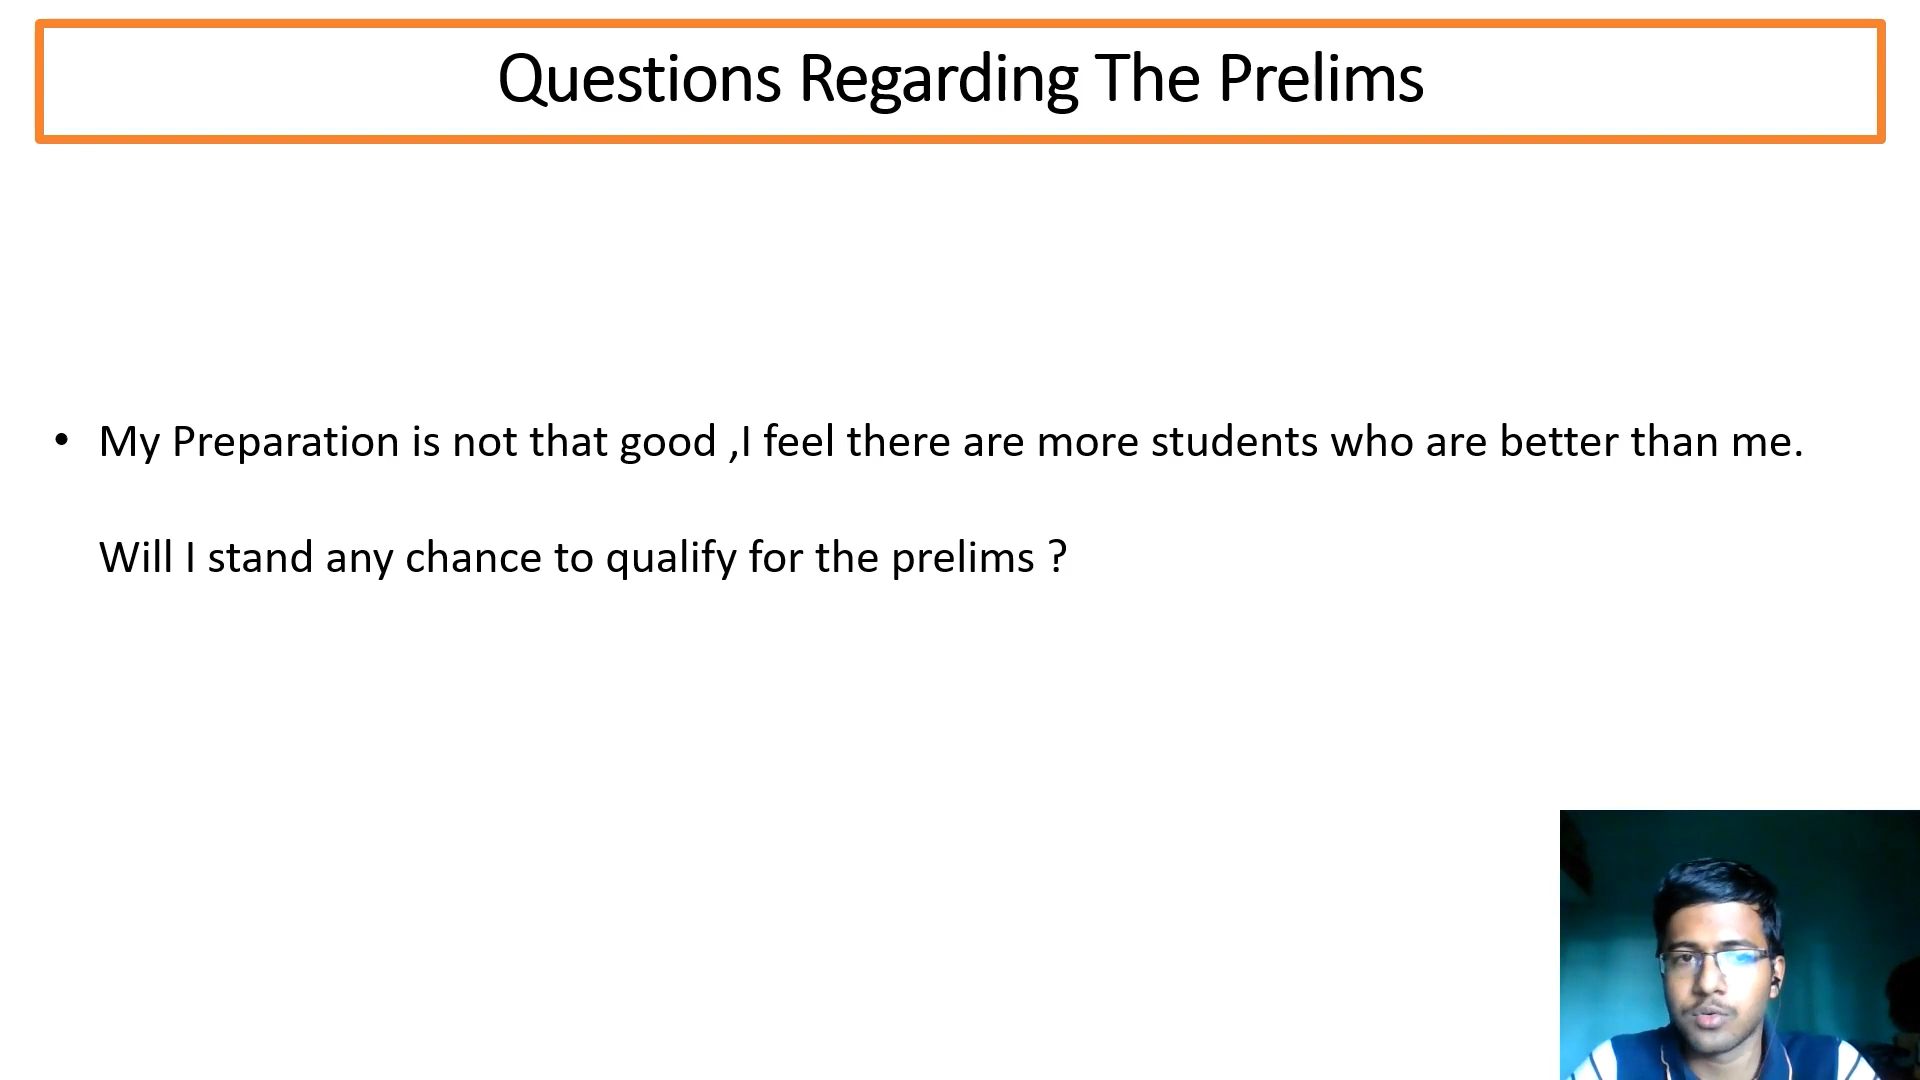 Questions Regarding The Prelims
• My Preparation is not that good ,I feel there are more students who are better than me.
Will I stand any chance to qualify for the prelims ?